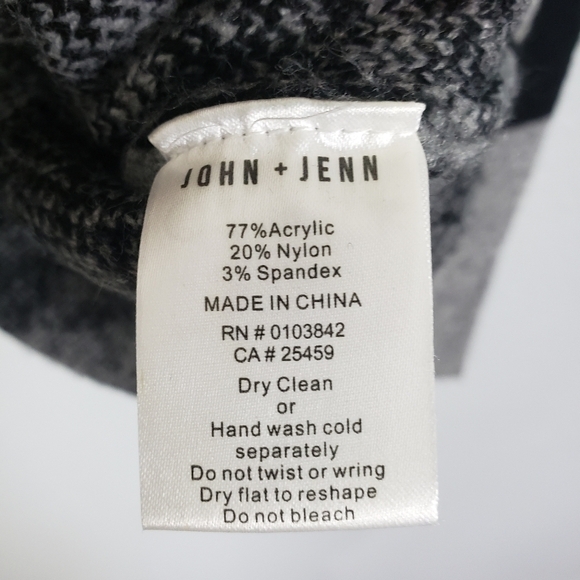 JOHN + JENN
77%Acrylic
20% Nylon
3% Spandex
MADE IN CHINA
RN # 0103842
CA # 25459
Dry Clean
or
Hand wash cold
separately
Do not twist or wring
Dry flat to reshape
Do not bleach